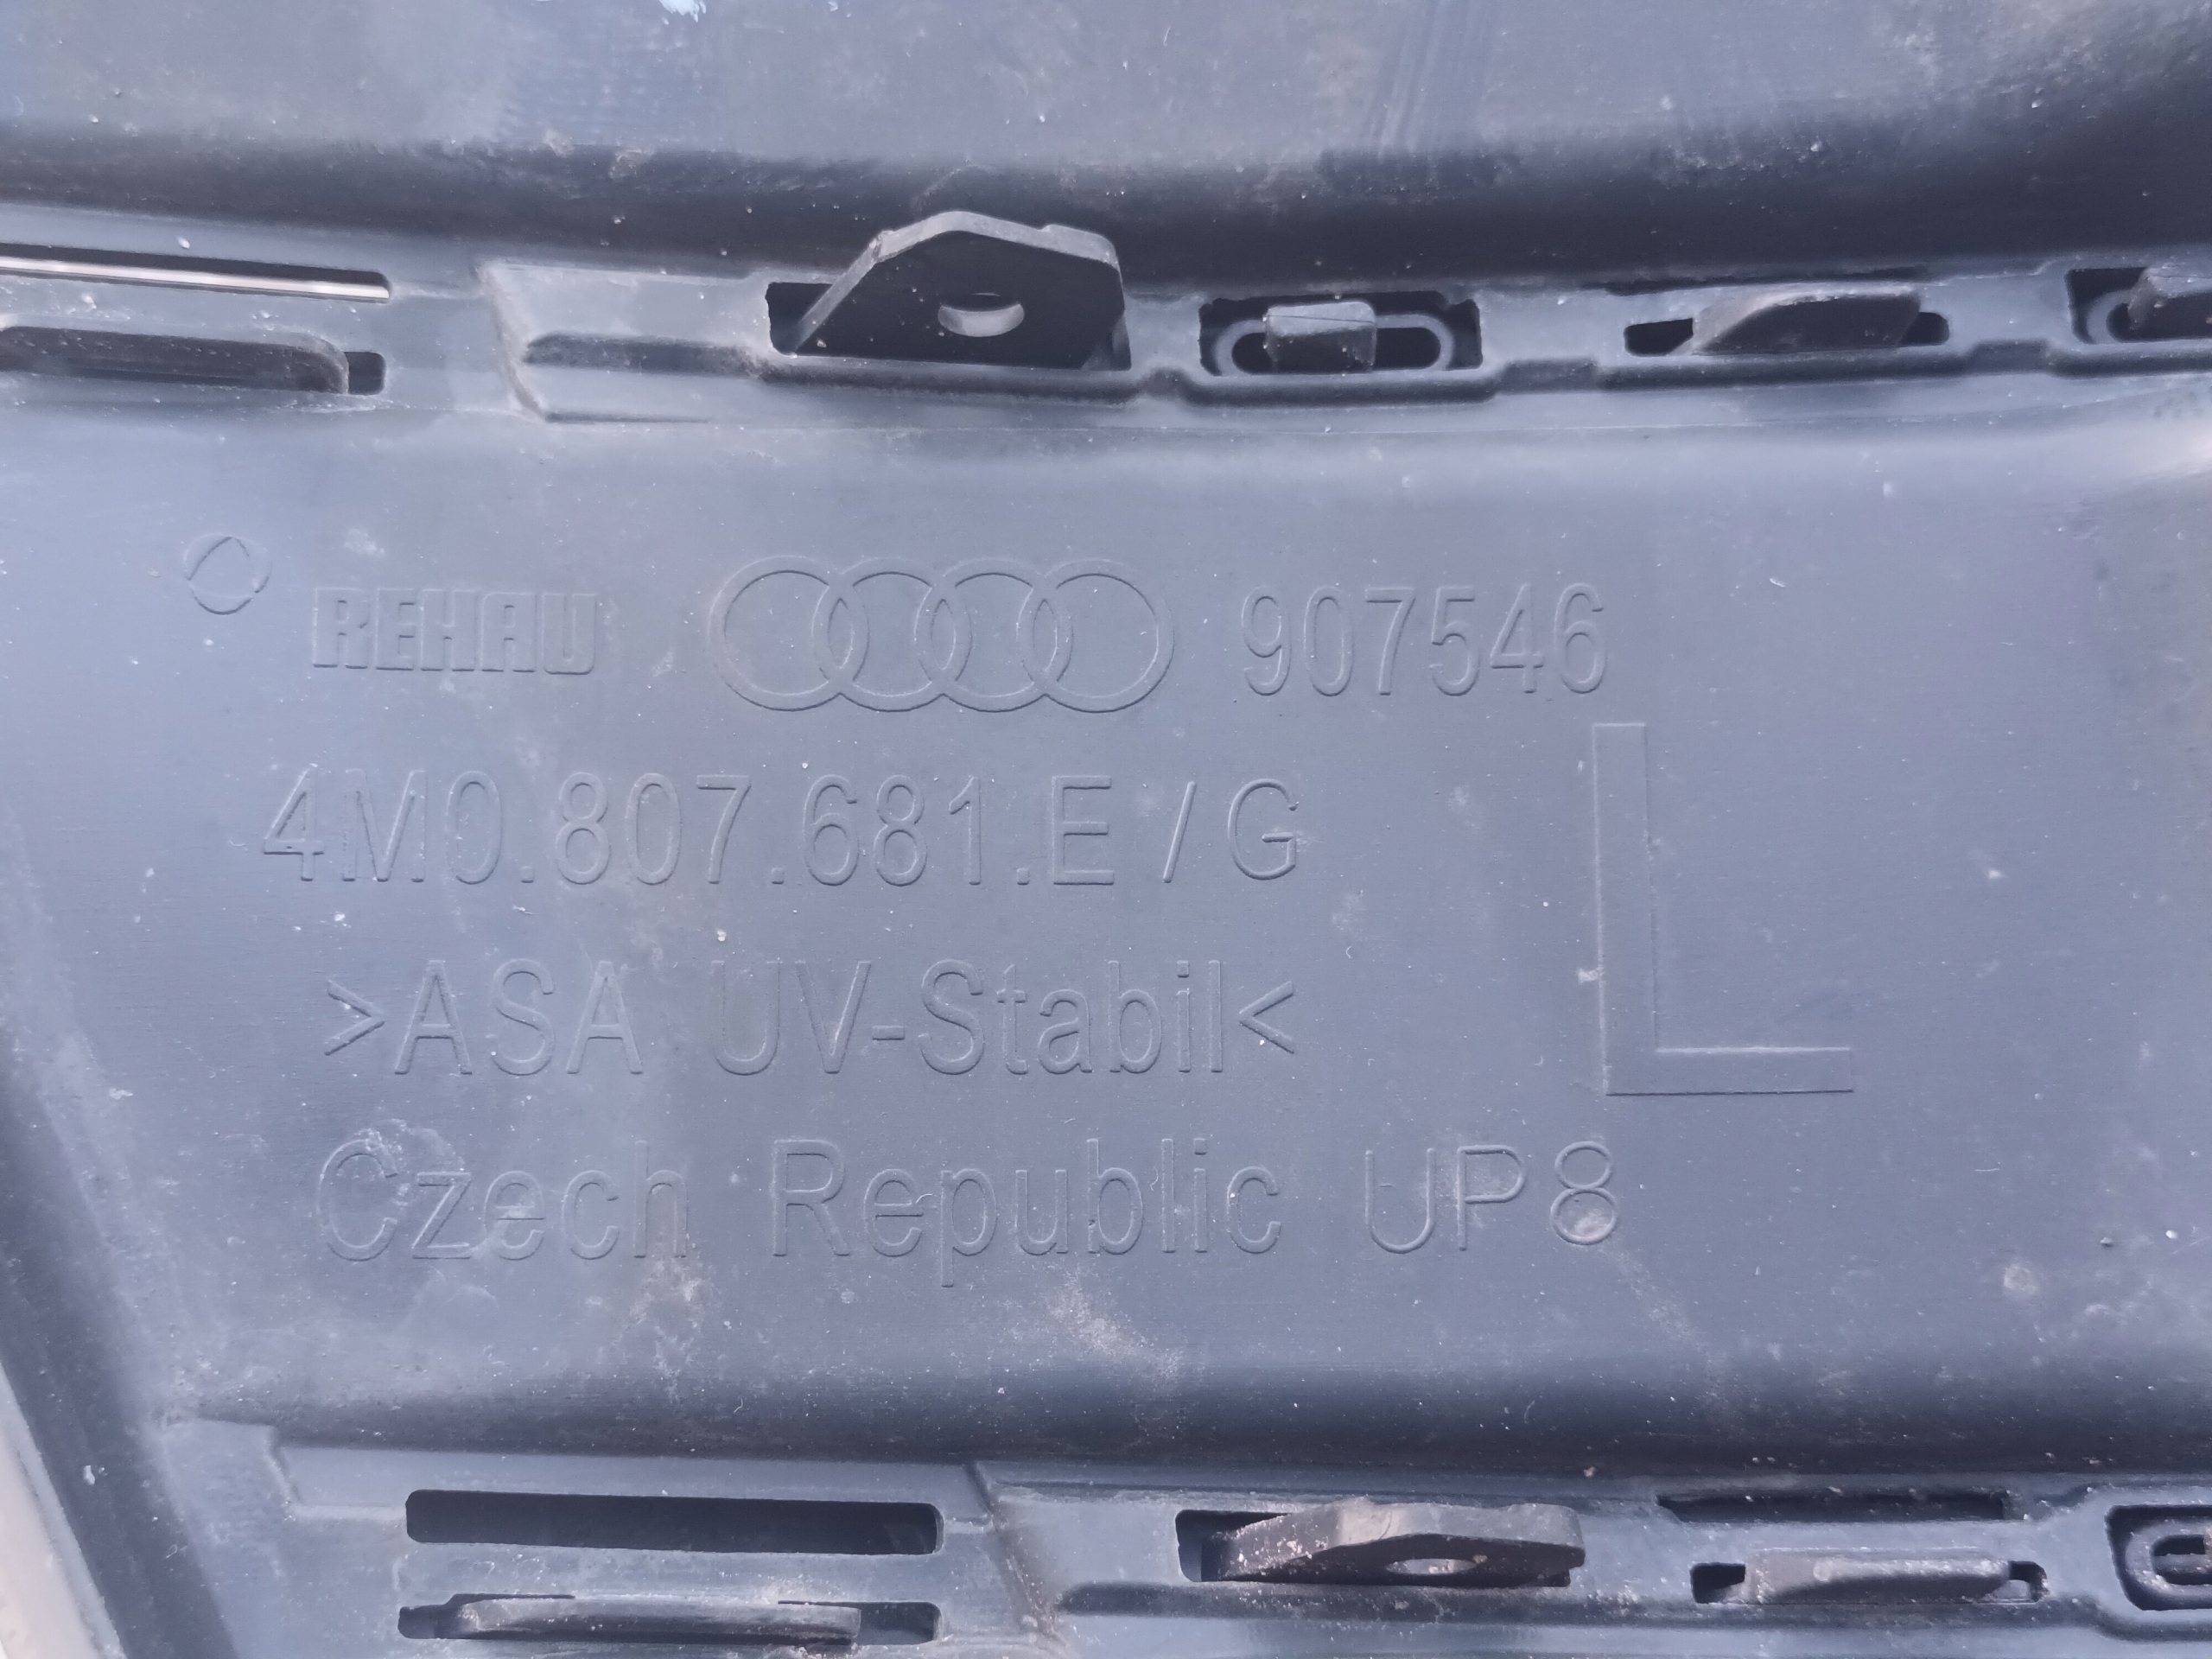 REHAU 907546
4M0.807.681.E / G
L
>ASA UV-Stabil<
Czech Republic UP8